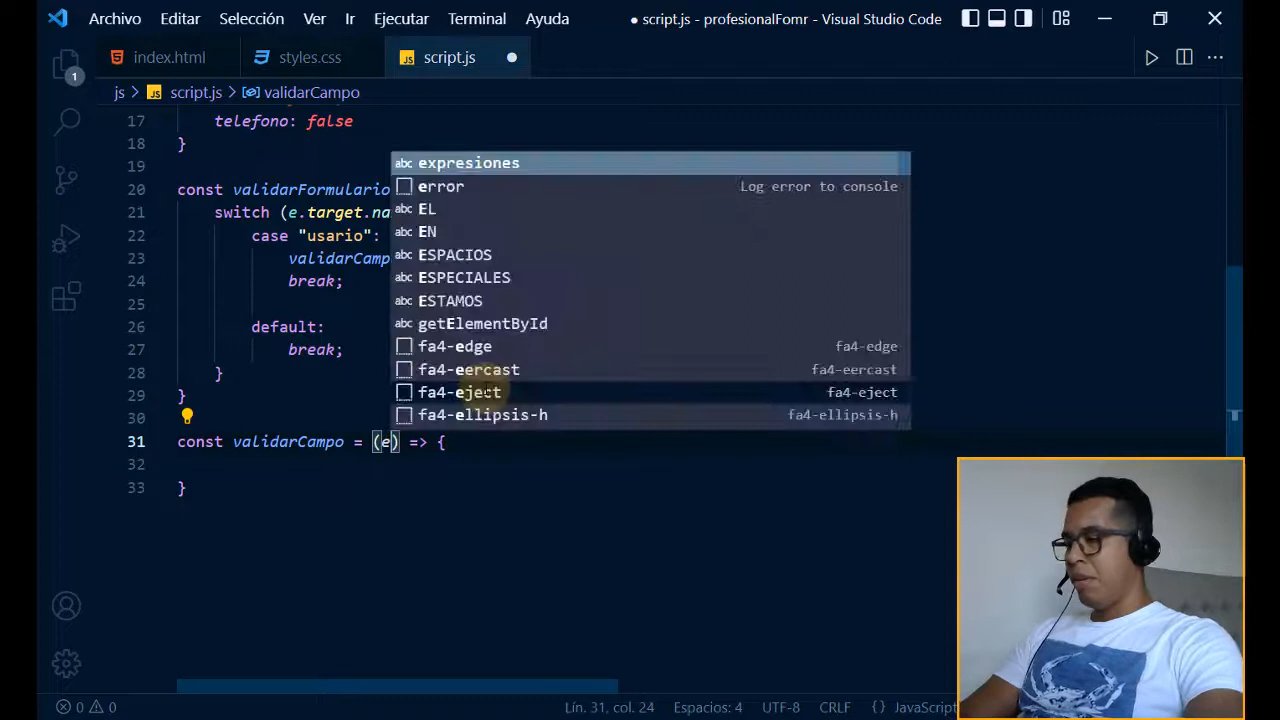 Archivo Editar Selección Ver Ir Ejecutar Terminal Ayuda ● script.js - profesionalFomr - Visual Studio Code
index.html styles.css JS script.js
js > JS script.js > validarCampo
1
17 telefono: false
18 }
19
20 const validarFormulario
21 switch (e.target.na
22 case "usario":
23 validarCamp
24 break;
25
26 default:
27 break;
28 }
29 }
30
31 const validarCampo = (e) => {
32
33 }
abc expresiones
error Log error to console
abc EL
abc EN
abc ESPACIOS
abc ESPECIALES
abc ESTAMOS
abc getElementById
fa4-edge fa4-edge
fa4-eercast fa4-eercast
fa4-eject fa4-eject
fa4-ellipsis-h fa4-ellipsis-h
0 0 Lín. 31, col. 24 Espacios: 4 UTF-8 CRLF {} JavaScript